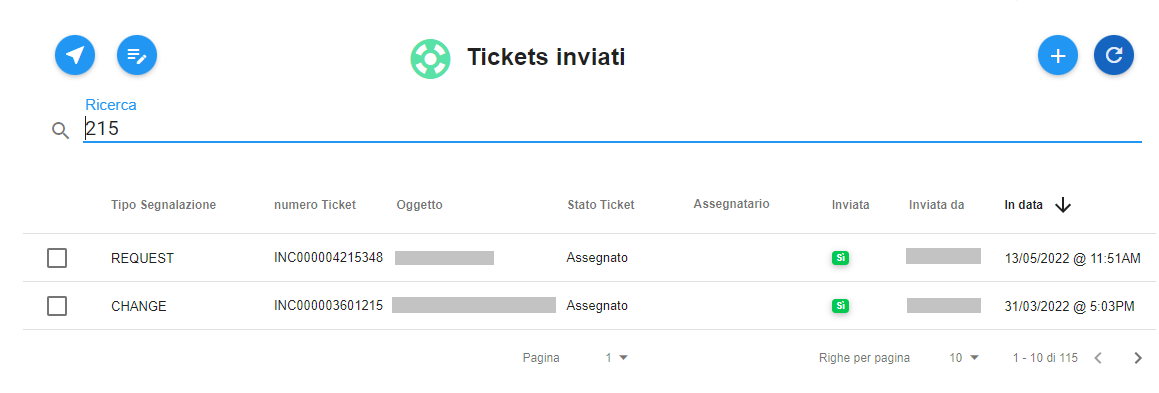 Tickets inviati
Ricerca
215
Tipo Segnalazione numero Ticket Oggetto Stato Ticket Assegnatario Inviata Inviata da In data
REQUEST INC000004215348 Assegnato Sì 13/05/2022 @ 11:51AM
CHANGE INC000003601215 Assegnato Sì 31/03/2022 @ 5:03PM
Pagina 1 Righe per pagina 10 1 - 10 di 115